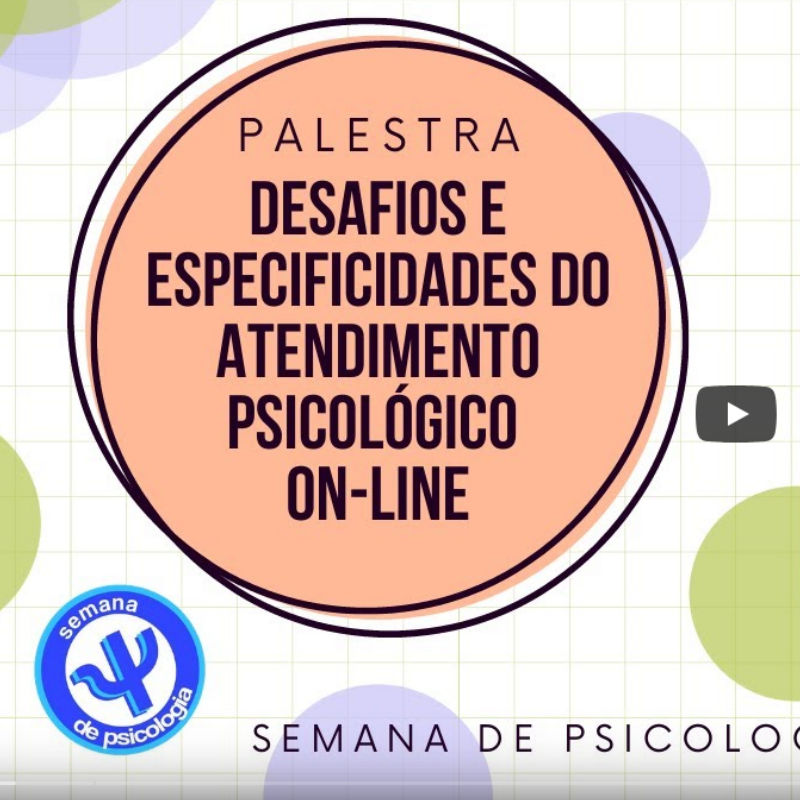 PALESTRA
DESAFIOS E
ESPECIFICIDADES DO
ATENDIMENTO
PSICOLÓGICO
ON-LINE
semana
de psicologia
SEMANA DE PSICOLOG